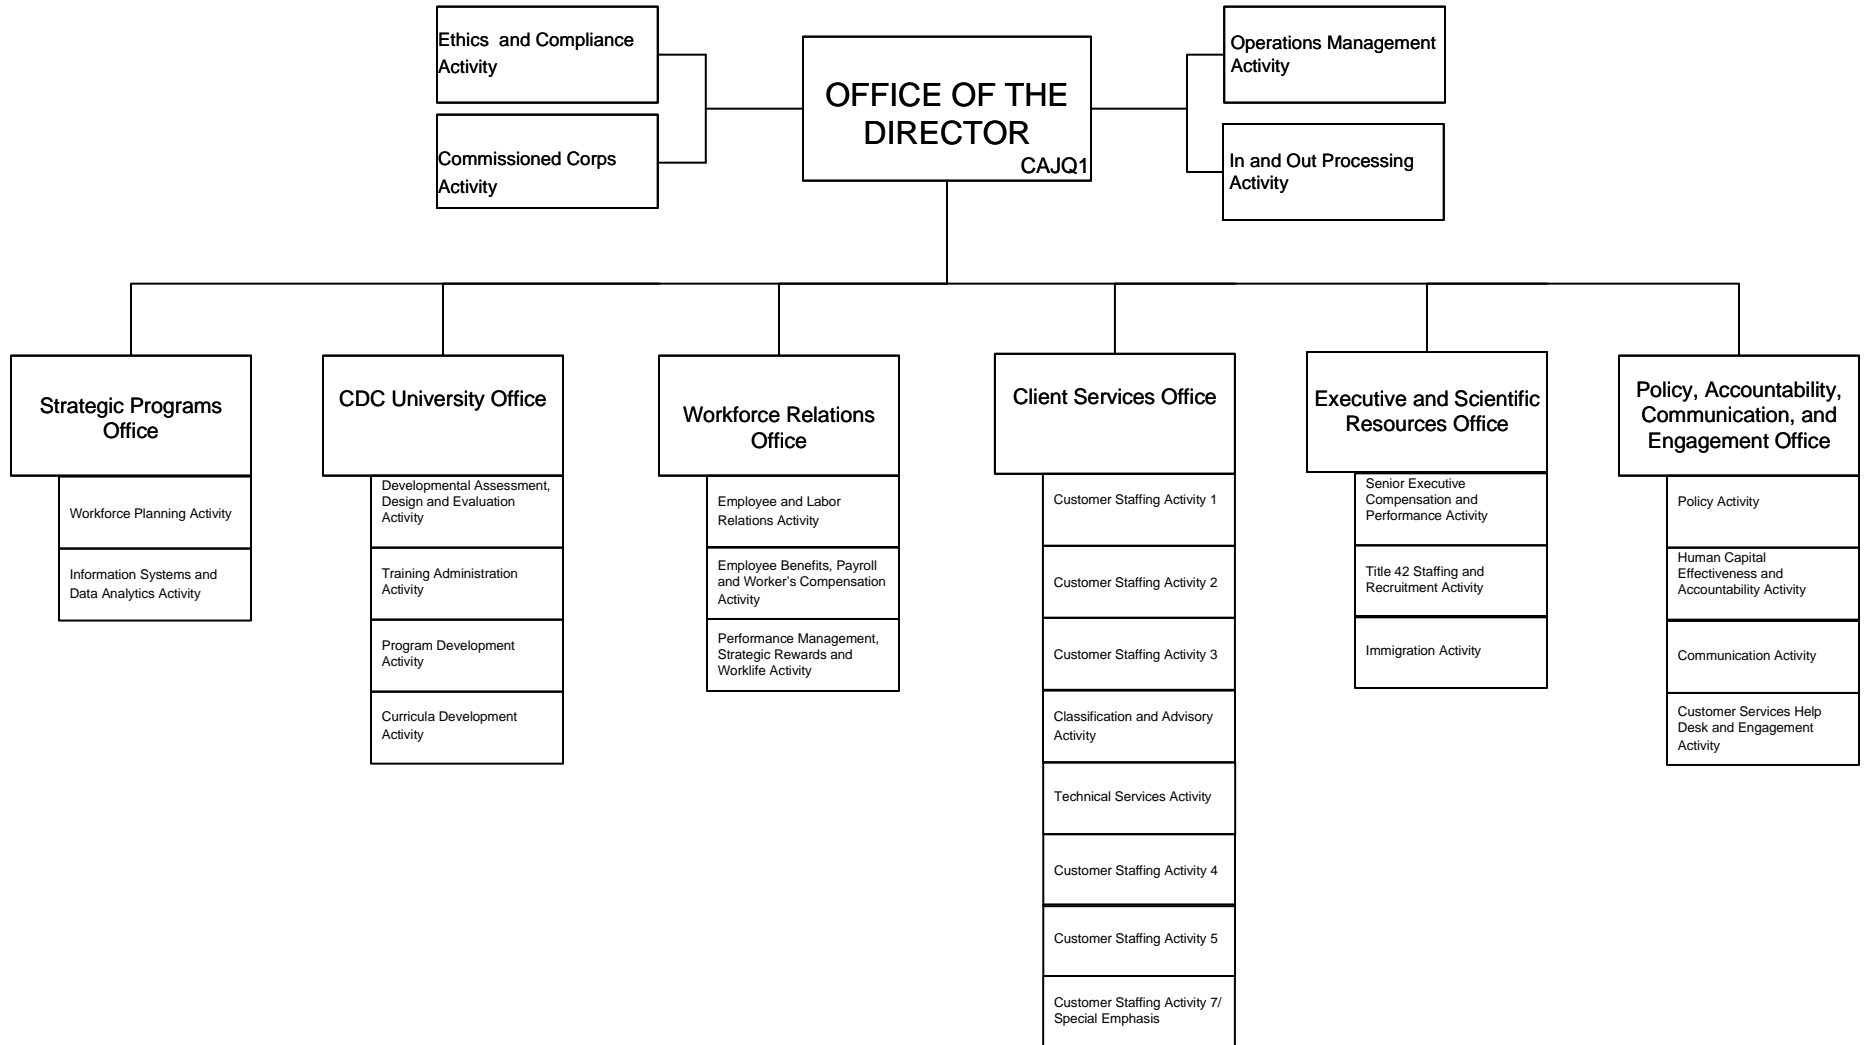 Ethics and Compliance
Activity
Commissioned Corps
Activity
OFFICE OF THE
DIRECTOR
CAJQ1
Operations Management
Activity
In and Out Processing
Activity
Strategic Programs
Office
Workforce Planning Activity
Information Systems and
Data Analytics Activity
CDC University Office
Developmental Assessment,
Design and Evaluation
Activity
Training Administration
Activity
Program Development
Activity
Curricula Development
Activity
Workforce Relations
Office
Employee and Labor
Relations Activity
Employee Benefits, Payroll
and Worker’s Compensation
Activity
Performance Management,
Strategic Rewards and
Worklife Activity
Client Services Office
Customer Staffing Activity 1
Customer Staffing Activity 2
Customer Staffing Activity 3
Classification and Advisory
Activity
Technical Services Activity
Customer Staffing Activity 4
Customer Staffing Activity 5
Customer Staffing Activity 7/
Special Emphasis
Executive and Scientific
Resources Office
Senior Executive
Compensation and
Performance Activity
Title 42 Staffing and
Recruitment Activity
Immigration Activity
Policy, Accountability,
Communication, and
Engagement Office
Policy Activity
Human Capital
Effectiveness and
Accountability Activity
Communication Activity
Customer Services Help
Desk and Engagement
Activity